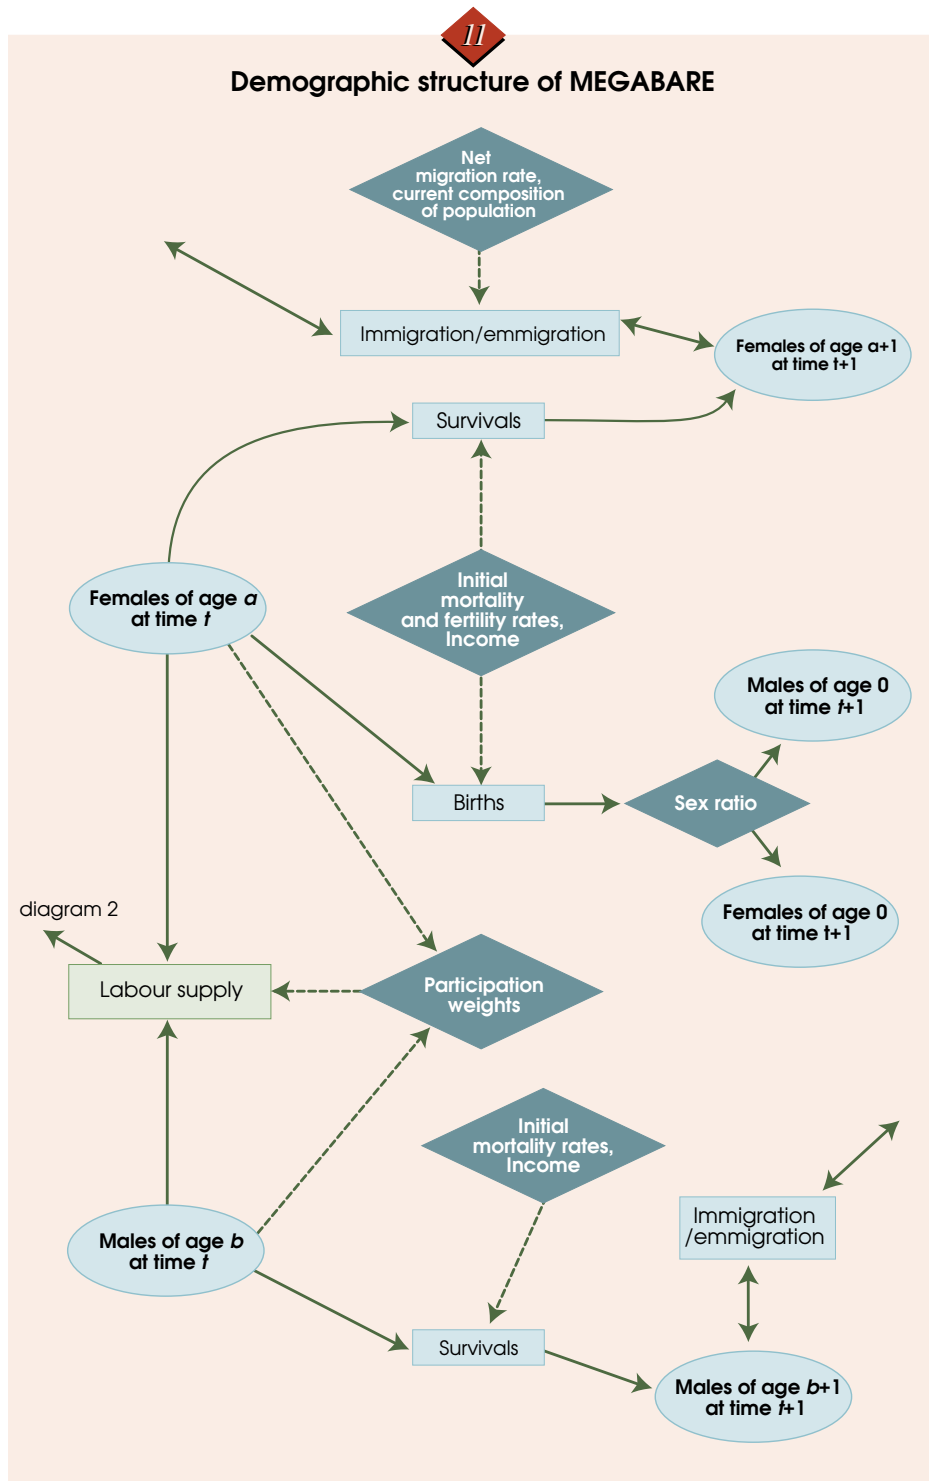 11
Demographic structure of MEGABARE
Net
migration rate,
current composition
of population
Immigration/emmigration
Females of age a+1
at time t+1
Survivals
Females of age a
at time t
Initial
mortality
and fertility rates,
Income
Males of age 0
at time t+1
Births
Sex ratio
Females of age 0
at time t+1
diagram 2
Labour supply
Participation
weights
Initial
mortality rates,
Income
Immigration
/emmigration
Males of age b
at time t
Survivals
Males of age b+1
at time t+1